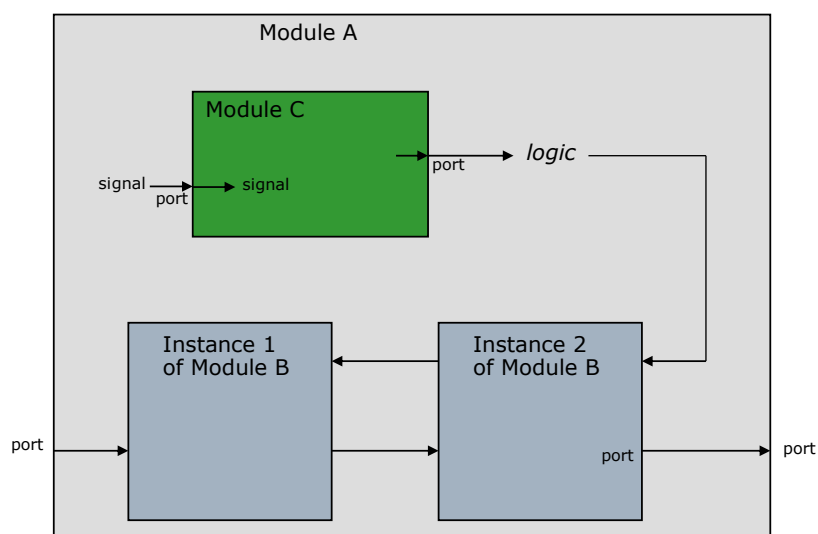 Module A
Module C
port
logic
signal
port
signal
Instance 1
of Module B
Instance 2
of Module B
port
port
port